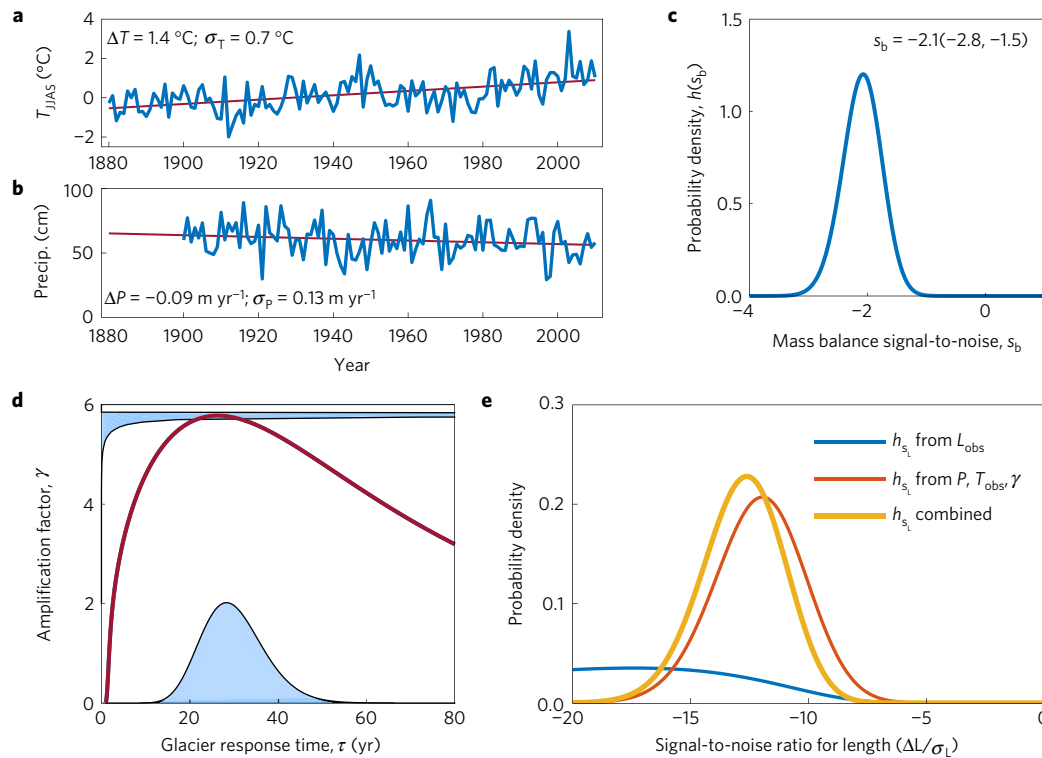 a
ΔT = 1.4 °C; σT = 0.7 °C
T JJAS (°C)
4
2
0
−2
1880 1900 1920 1940 1960 1980 2000
b
Precip. (cm)
100
50
0
ΔP = −0.09 m yr⁻¹; σP = 0.13 m yr⁻¹
1880 1900 1920 1940 1960 1980 2000
Year
c
sb = −2.1(−2.8, −1.5)
Probability density, h(sb)
1.5
1.0
0.5
0.0
−4 −2 0
Mass balance signal-to-noise, sb
d
Amplification factor, γ
6
4
2
0
0 20 40 60 80
Glacier response time, τ (yr)
e
Probability density
0.3
0.2
0.1
0.0
hsL from Lobs
hsL from P, Tobs, γ
hsL combined
−20 −15 −10 −5 0
Signal-to-noise ratio for length (ΔL/σL)